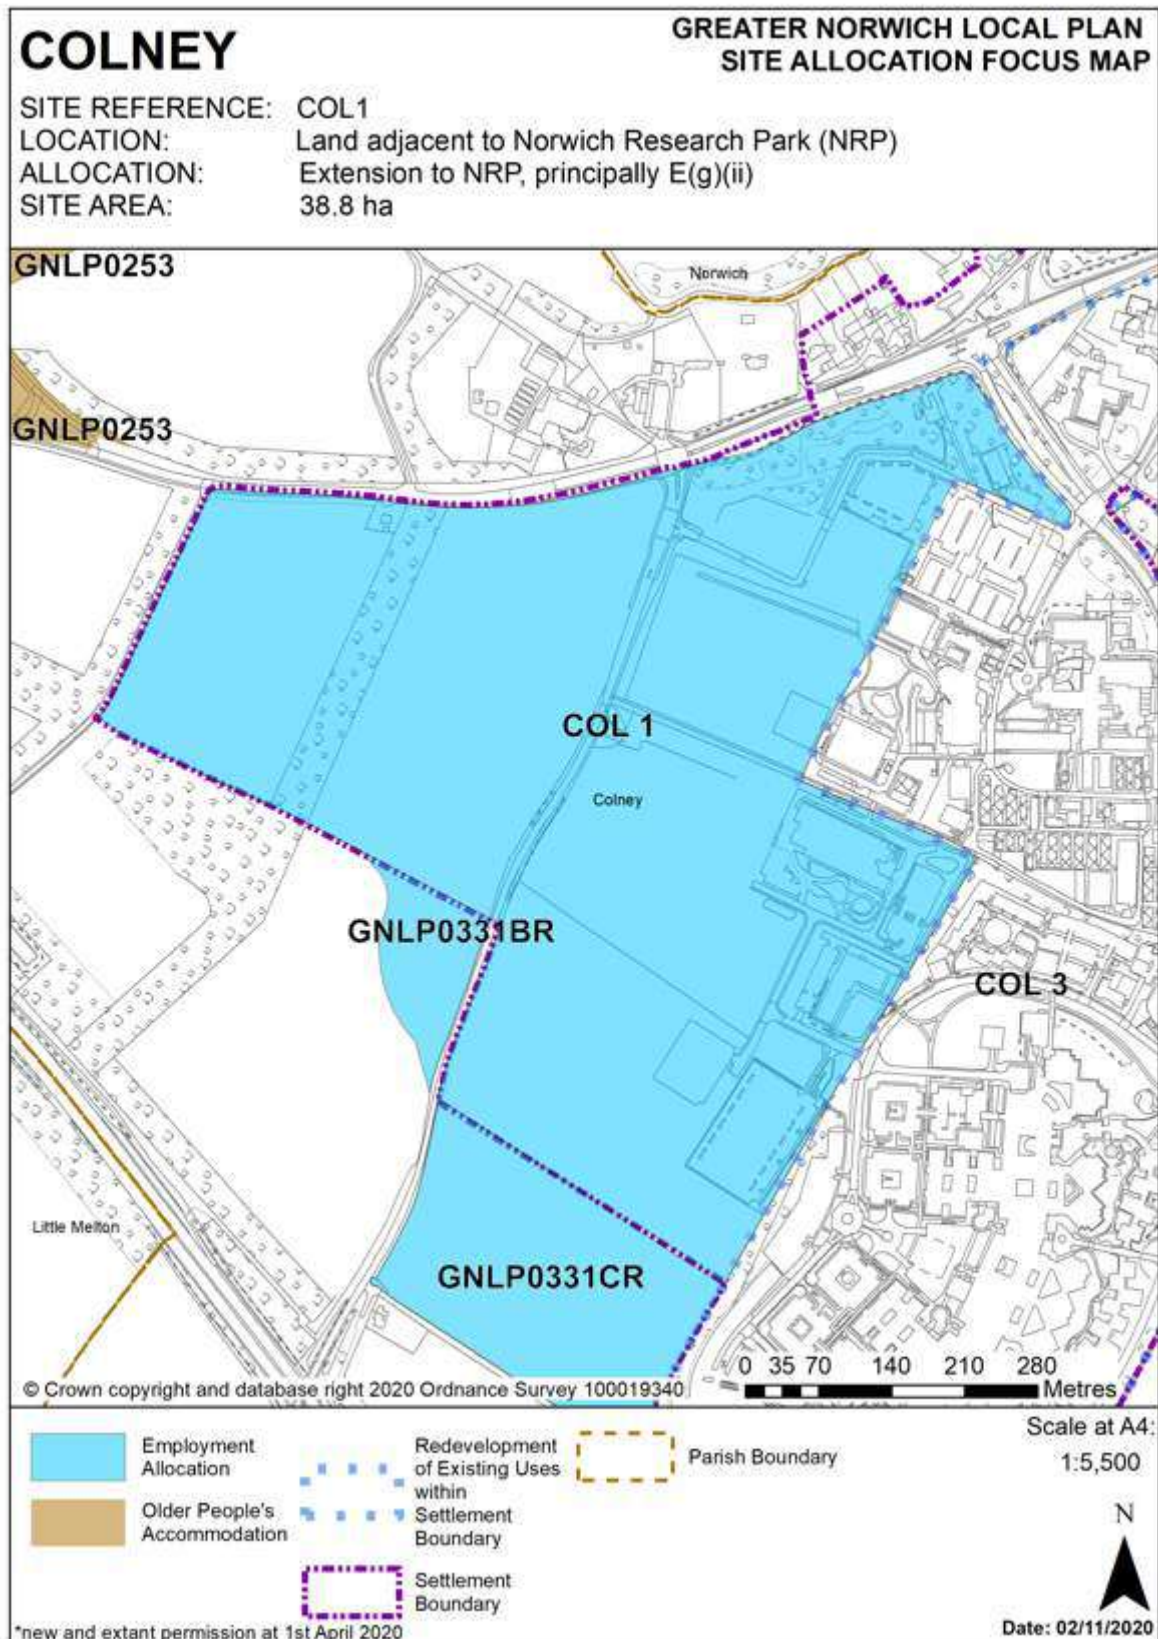 COLNEY
GREATER NORWICH LOCAL PLAN
SITE ALLOCATION FOCUS MAP
SITE REFERENCE: COL1
LOCATION: Land adjacent to Norwich Research Park (NRP)
ALLOCATION: Extension to NRP, principally E(g)(ii)
SITE AREA: 38.8 ha
GNLP0253
Norwich
GNLP0253
COL 1
Colney
GNLP0331BR
COL 3
Little Melton
GNLP0331CR
0 35 70 140 210 280
Metres
© Crown copyright and database right 2020 Ordnance Survey 100019340
Employment
Allocation
Older People's
Accommodation
Redevelopment
of Existing Uses
within
Settlement
Boundary
Settlement
Boundary
Parish Boundary
Scale at A4:
1:5,500
N
*new and extant permission at 1st April 2020
Date: 02/11/2020